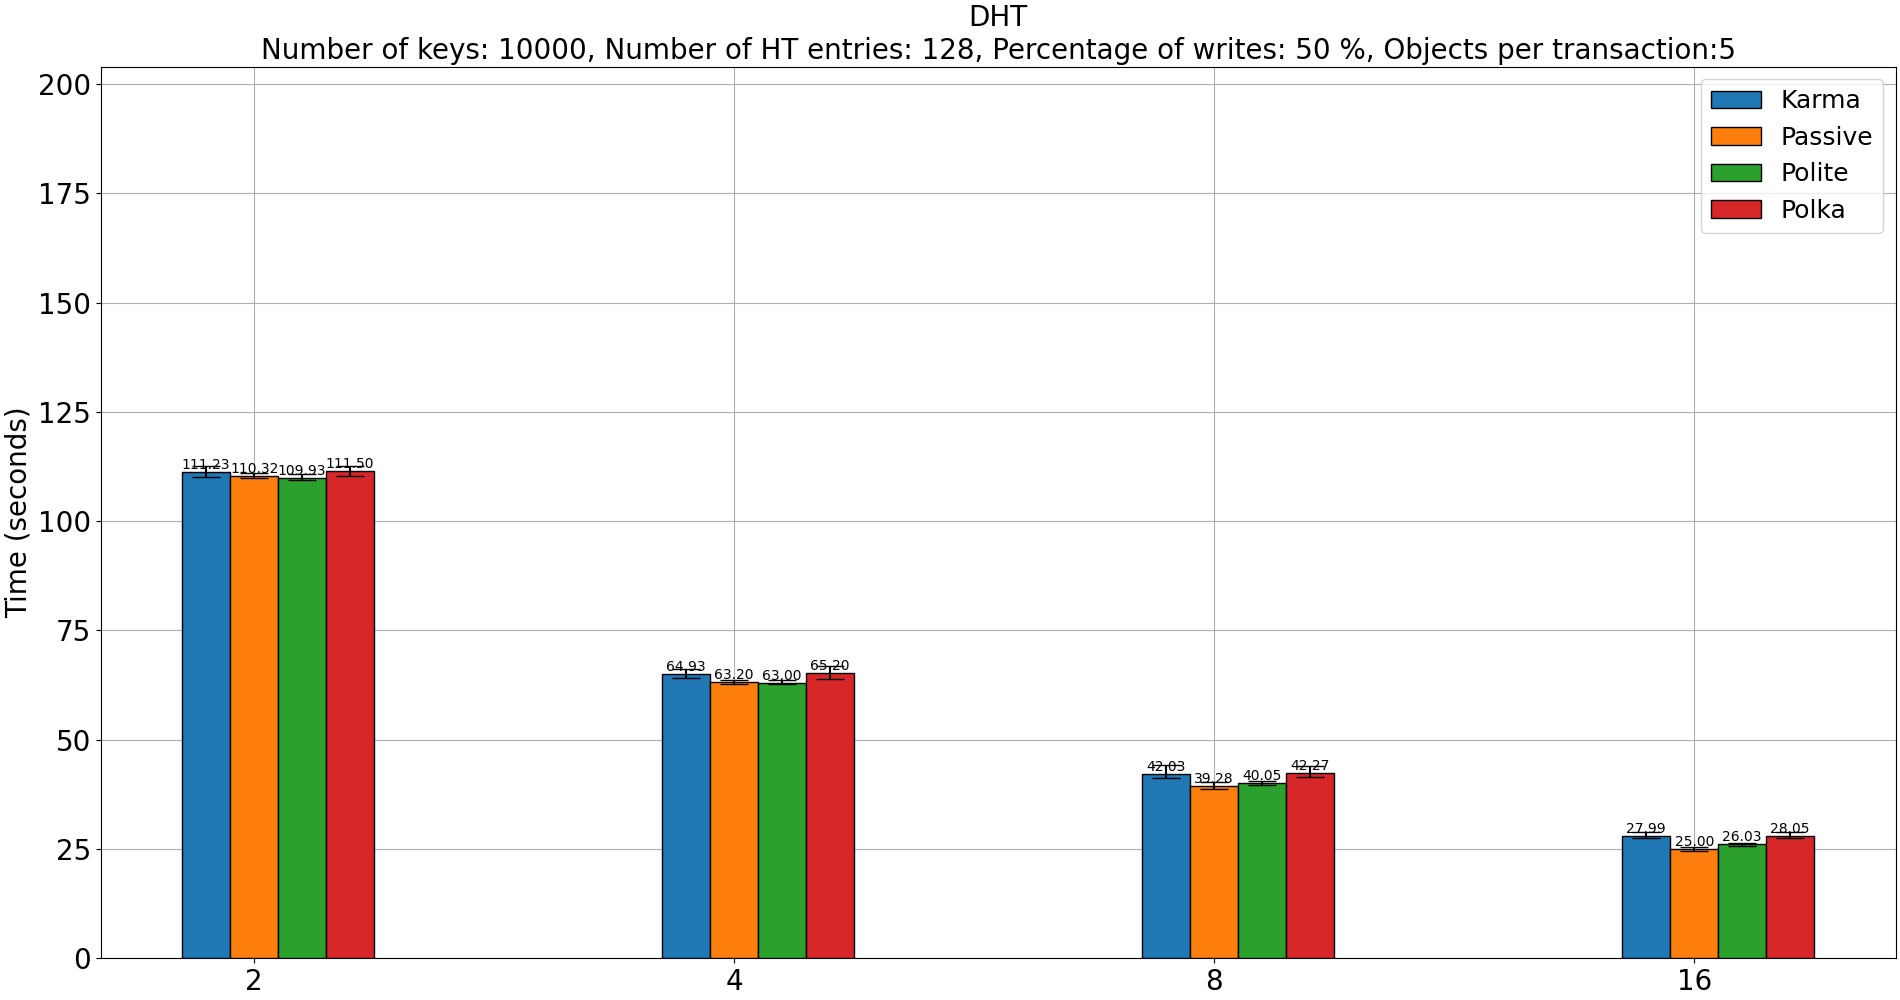 DHT
Number of keys: 10000, Number of HT entries: 128, Percentage of writes: 50 %, Objects per transaction:5
Karma
Passive
Polite
Polka
Time (seconds)
200
175
150
125
100
75
50
25
0
111.23 110.32 109.93 111.50
64.93 63.20 63.00 65.20
42.03 39.28 40.05 42.27
27.99 25.00 26.03 28.05
2 4 8 16